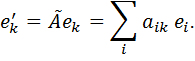 e′ₖ = Ãeₖ = ∑ᵢ aᵢₖ eᵢ.